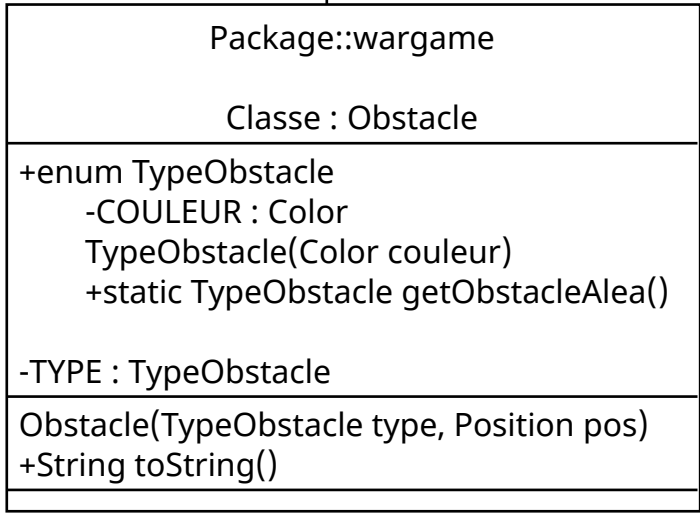 Package::wargame
Classe : Obstacle
+enum TypeObstacle
-COULEUR : Color
TypeObstacle(Color couleur)
+static TypeObstacle getObstacleAlea()
-TYPE : TypeObstacle
Obstacle(TypeObstacle type, Position pos)
+String toString()